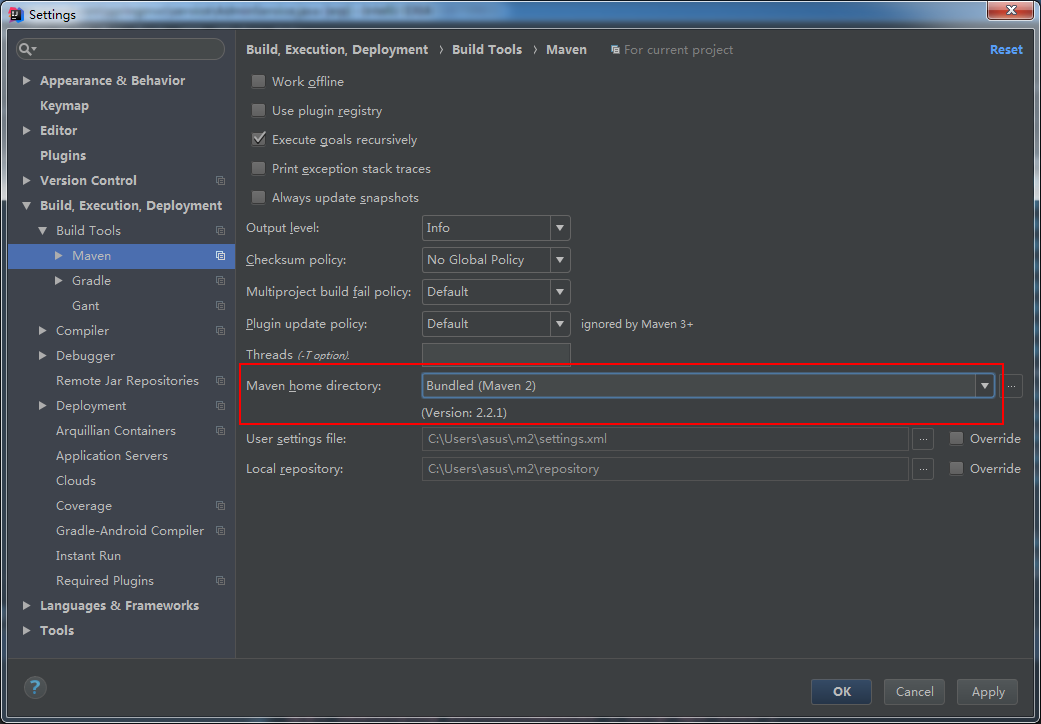 Settings
Build, Execution, Deployment › Build Tools › Maven For current project Reset
Appearance & Behavior
Keymap
Editor
Plugins
Version Control
Build, Execution, Deployment
Build Tools
Maven
Gradle
Gant
Compiler
Debugger
Remote Jar Repositories
Deployment
Arquillian Containers
Application Servers
Clouds
Coverage
Gradle-Android Compiler
Instant Run
Required Plugins
Languages & Frameworks
Tools
Work offline
Use plugin registry
Execute goals recursively
Print exception stack traces
Always update snapshots
Output level: Info
Checksum policy: No Global Policy
Multiproject build fail policy: Default
Plugin update policy: Default ignored by Maven 3+
Threads (-T option).
Maven home directory: Bundled (Maven 2) ...
(Version: 2.2.1)
User settings file: C:\Users\asus\.m2\settings.xml ... Override
Local repository: C:\Users\asus\.m2\repository ... Override
? OK Cancel Apply